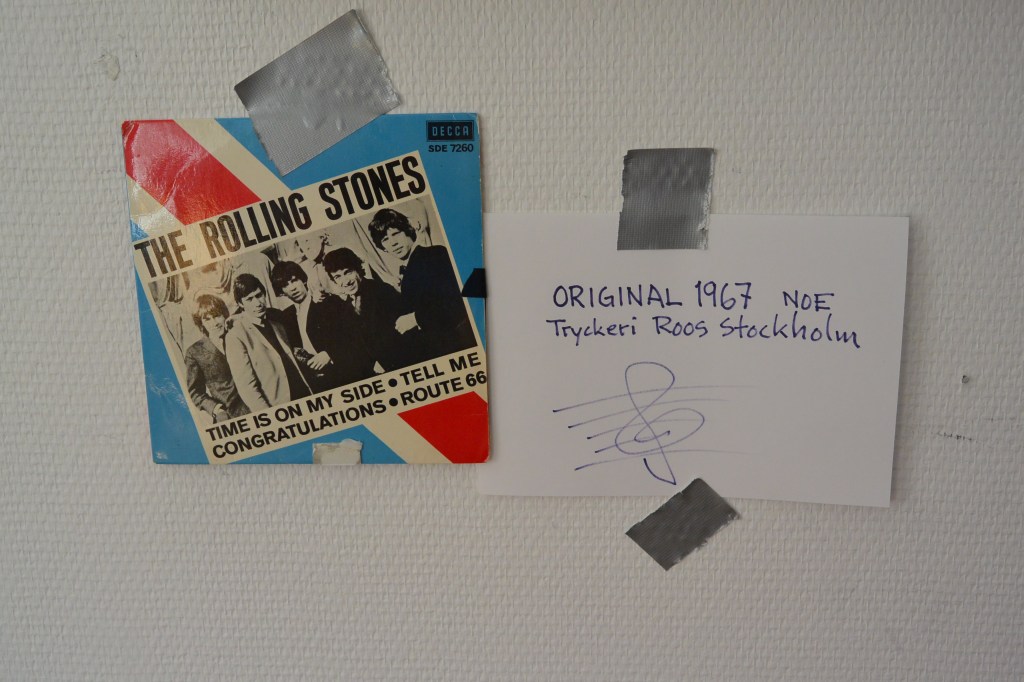 DECCA
SDE 7260
THE ROLLING STONES
TIME IS ON MY SIDE • TELL ME
CONGRATULATIONS • ROUTE 66
ORIGINAL 1967 NOE
Tryckeri Roos Stockholm